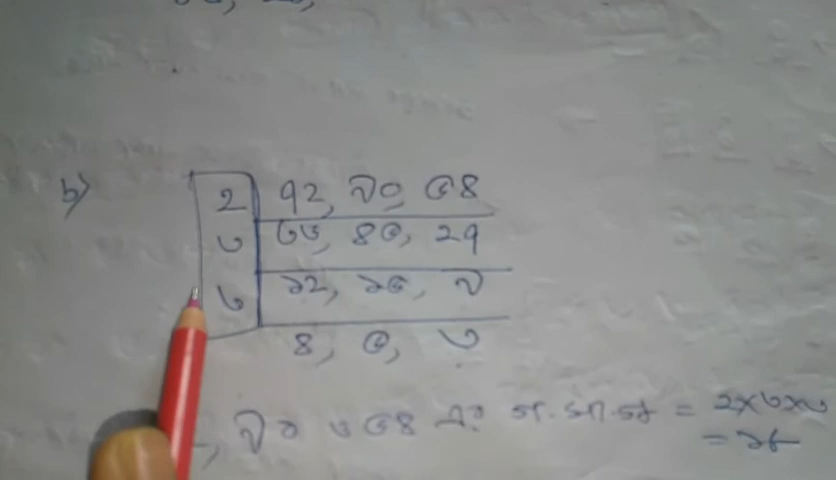 ৮) ২ | ৭২, ৯০, ৫৪
৩ | ৩৬, ৪৫, ২৭
৩ | ১২, ১৫, ৯
৪, ৫, ৩
, ৯০ ও ৫৪ এর গ.সা.গু = ২×৩×৩
= ১৮